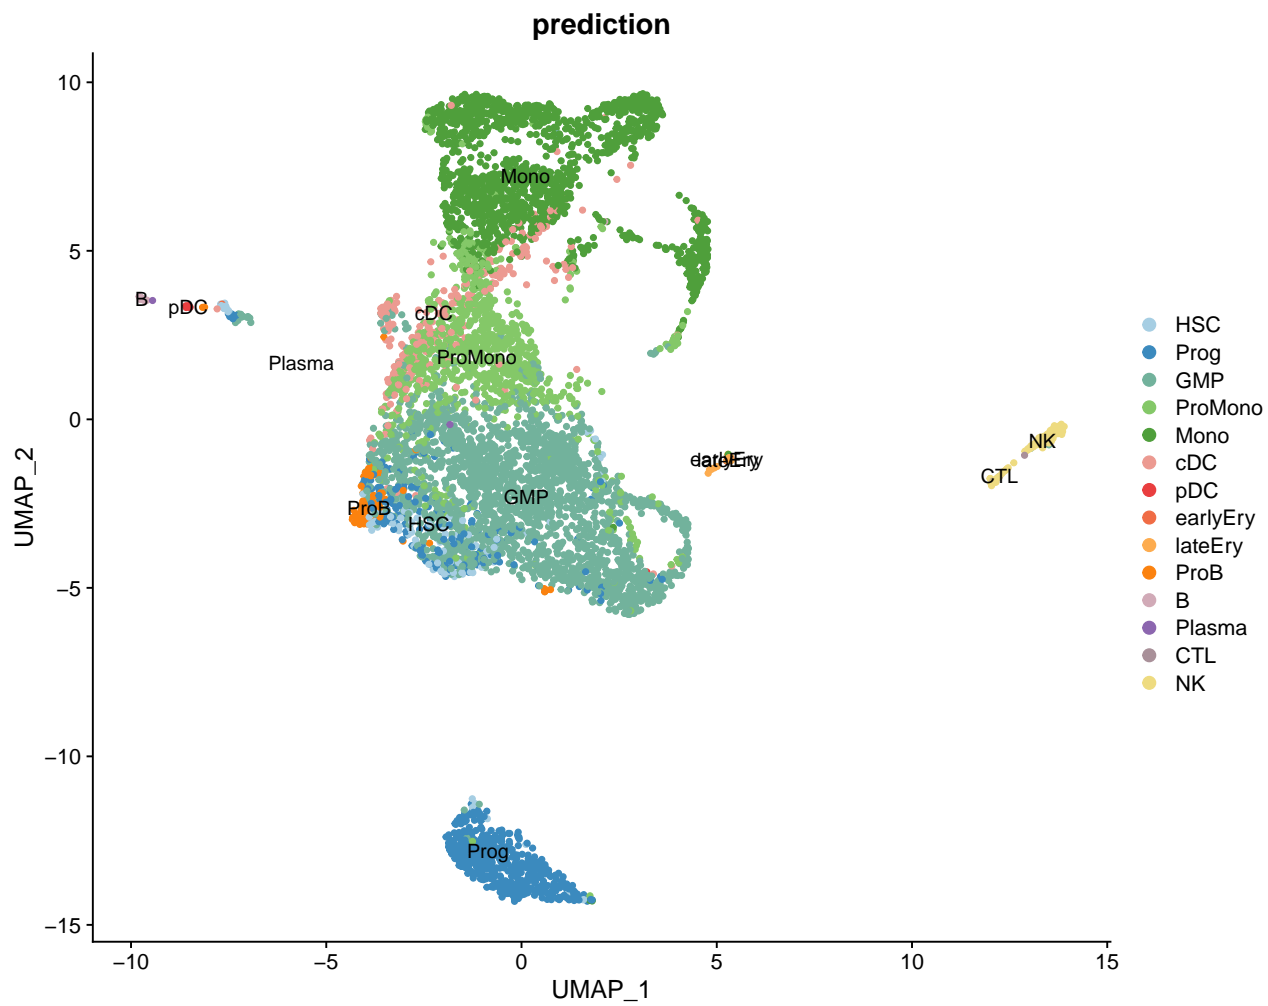 prediction
UMAP_2
10
5
0
−5
−10
−15
−10
−5
0
5
10
15
UMAP_1
Mono
B
pDC
cDC
Plasma
ProMono
NK
earlyEry
lateEry
CTL
GMP
ProB
HSC
Prog
HSC
Prog
GMP
ProMono
Mono
cDC
pDC
earlyEry
lateEry
ProB
B
Plasma
CTL
NK